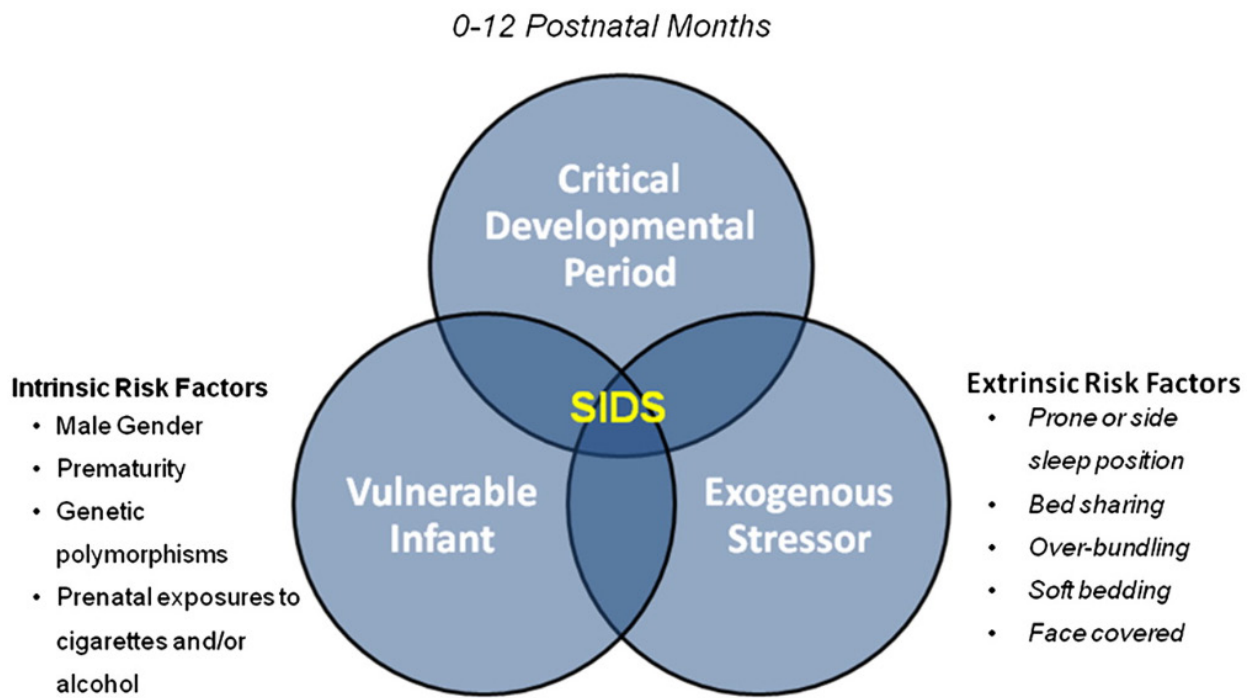 0-12 Postnatal Months
Critical
Developmental
Period
SIDS
Vulnerable
Infant
Exogenous
Stressor
Intrinsic Risk Factors
• Male Gender
• Prematurity
• Genetic
polymorphisms
• Prenatal exposures to
cigarettes and/or
alcohol
Extrinsic Risk Factors
• Prone or side
sleep position
• Bed sharing
• Over-bundling
• Soft bedding
• Face covered